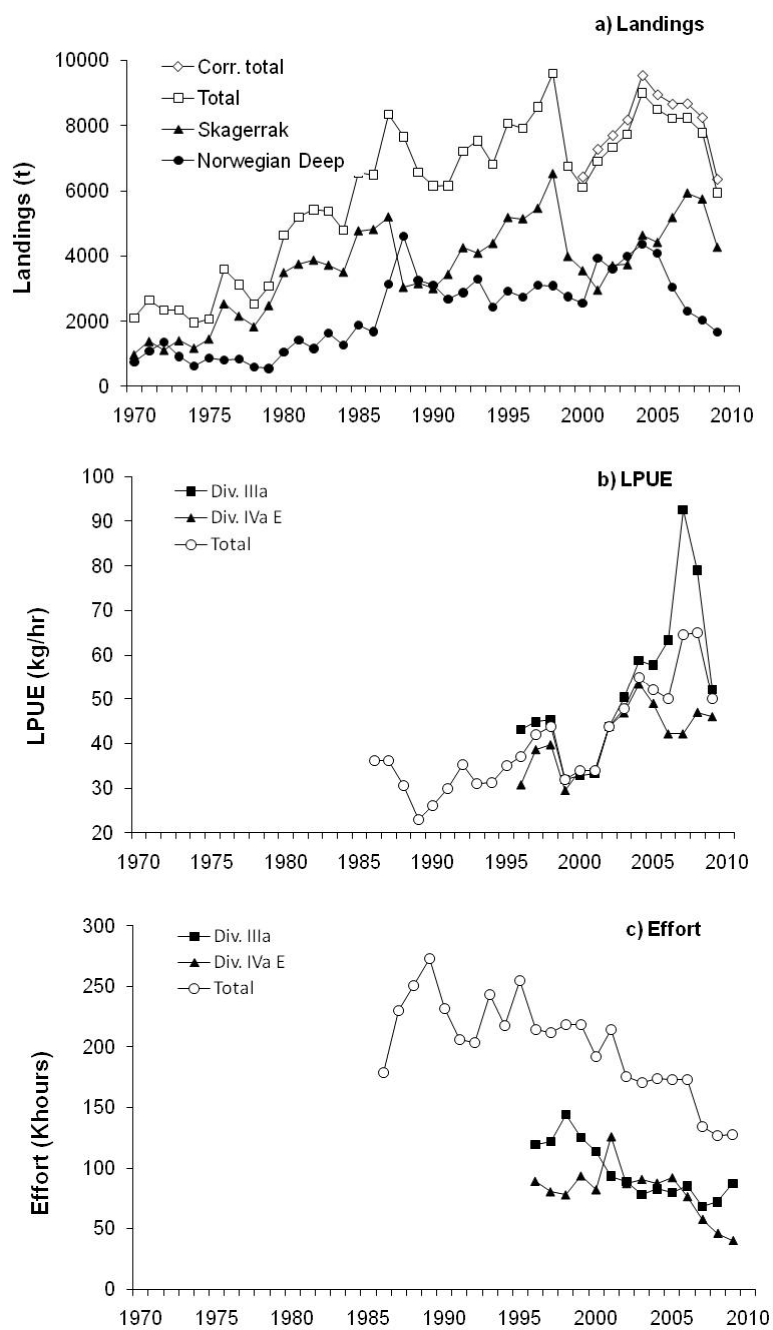 a) Landings
10000
8000
6000
4000
2000
0
Landings (t)
Corr. total
Total
Skagerrak
Norwegian Deep
1970 1975 1980 1985 1990 1995 2000 2005 2010
b) LPUE
100
90
80
70
60
50
40
30
20
LPUE (kg/hr)
Div. IIIa
Div. IVa E
Total
1970 1975 1980 1985 1990 1995 2000 2005 2010
c) Effort
300
250
200
150
100
50
0
Effort (Khours)
Div. IIIa
Div. IVa E
Total
1970 1975 1980 1985 1990 1995 2000 2005 2010